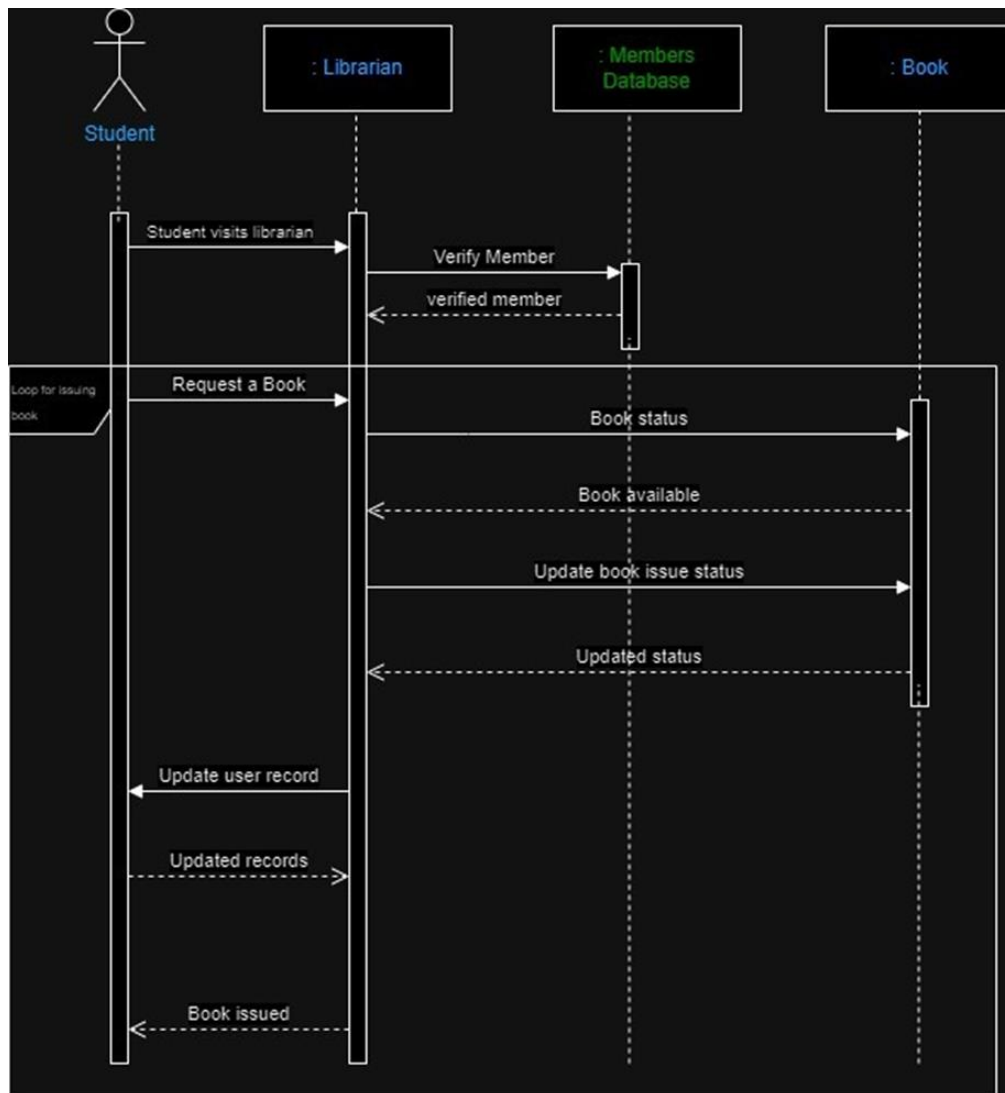 Student
: Librarian
: Members
Database
: Book
Student visits librarian
Verify Member
verified member
Loop for issuing
book
Request a Book
Book status
Book available
Update book issue status
Updated status
Update user record
Updated records
Book issued